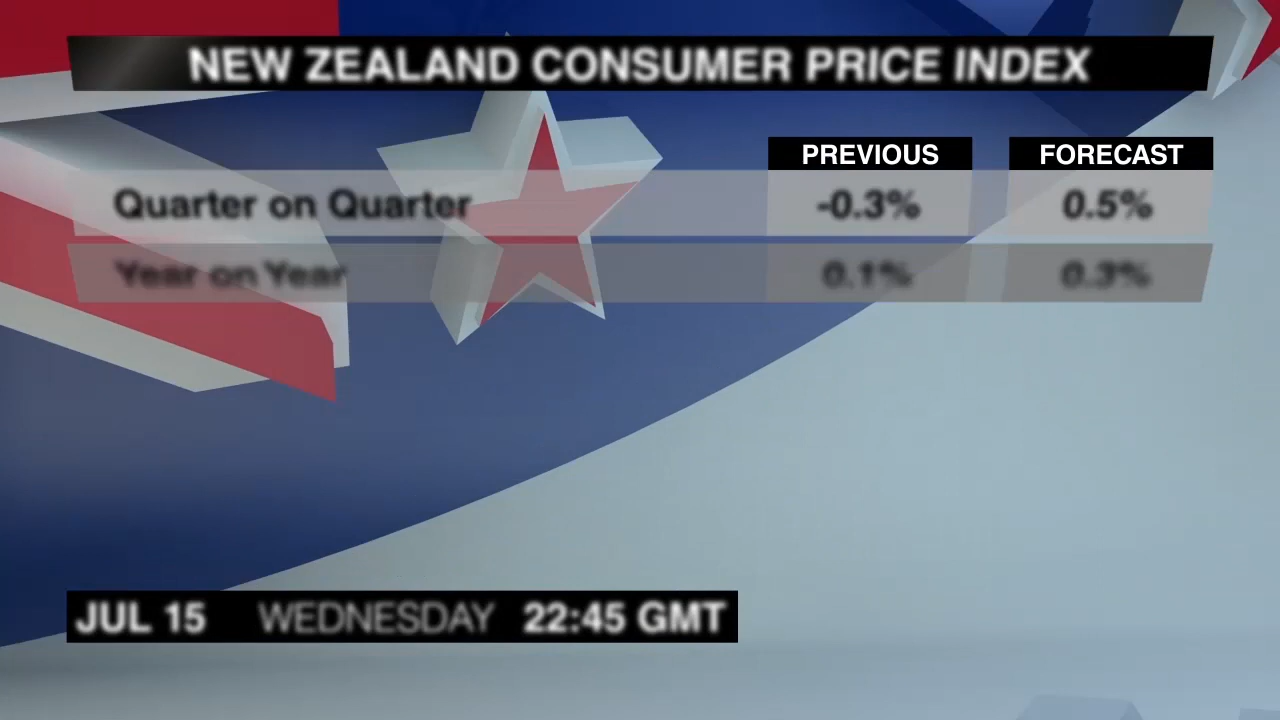 NEW ZEALAND CONSUMER PRICE INDEX
PREVIOUS FORECAST
Quarter on Quarter -0.3% 0.5%
Year on Year 0.1% 0.3%
JUL 15 WEDNESDAY 22:45 GMT